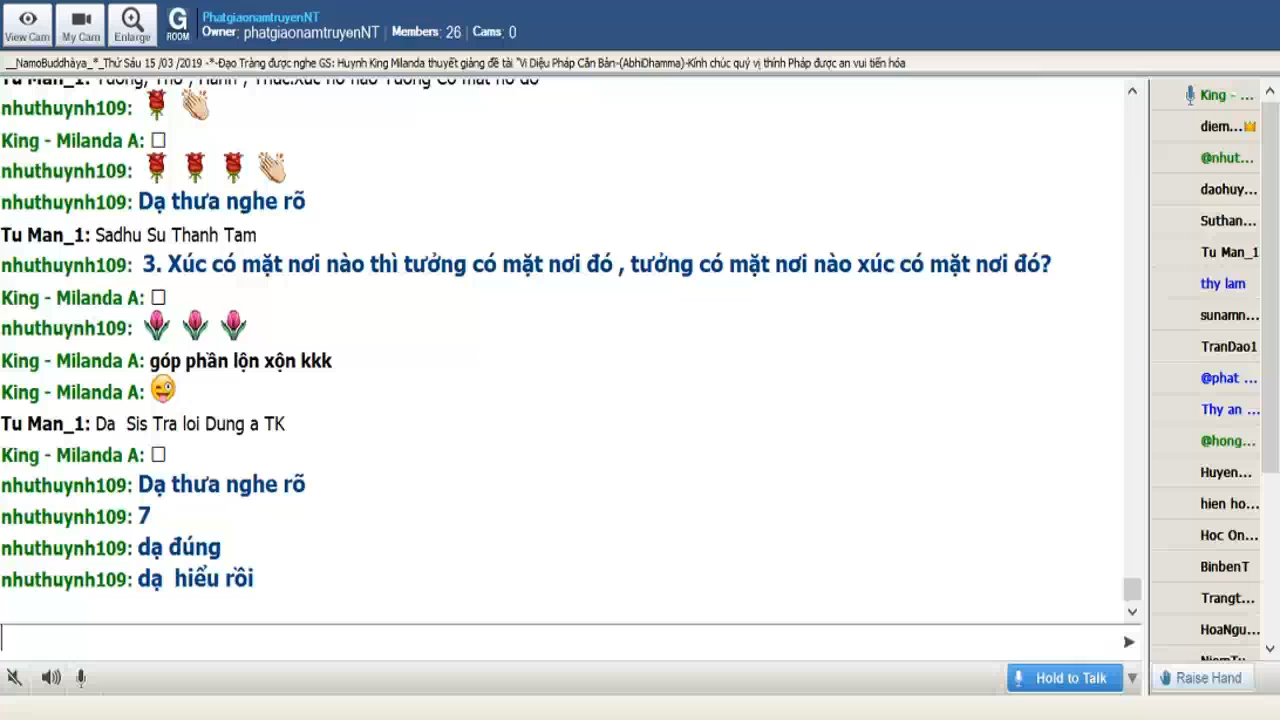 View Cam
My Cam
Enlarge
G
ROOM
PhatgiaonamtruyenNT
Owner: phatgiaonamtruyenNT | Members: 26 | Cams: 0
__NamoBuddhàya_*_Thứ Sáu 15 /03 /2019 -*-Đạo Tràng được nghe GS: Huynh King Milanda thuyết giảng đề tài "Vi Diệu Pháp Căn Bản-(AbhiDhamma)-Kính chúc quý vị thính Pháp được an vui tiến hóa
nhuthuynh109:
King - Milanda A:
nhuthuynh109:
nhuthuynh109: Dạ thưa nghe rõ
Tu Man_1: Sadhu Su Thanh Tam
nhuthuynh109: 3. Xúc có mặt nơi nào thì tưởng có mặt nơi đó , tưởng có mặt nơi nào xúc có mặt nơi đó?
King - Milanda A:
nhuthuynh109:
King - Milanda A: góp phần lộn xộn kkk
King - Milanda A:
Tu Man_1: Da Sis Tra loi Dung a TK
King - Milanda A:
nhuthuynh109: Dạ thưa nghe rõ
nhuthuynh109: 7
nhuthuynh109: dạ đúng
nhuthuynh109: dạ hiểu rồi
King - ...
diem...
@nhut...
daohuy...
Suthan...
Tu Man_1
thy lam
sunamn...
TranDao1
@phat ...
Thy an ...
@hong...
Huyen...
hien ho...
Hoc On...
BinbenT
Trangt...
HoaNgu...
Hold to Talk
Raise Hand